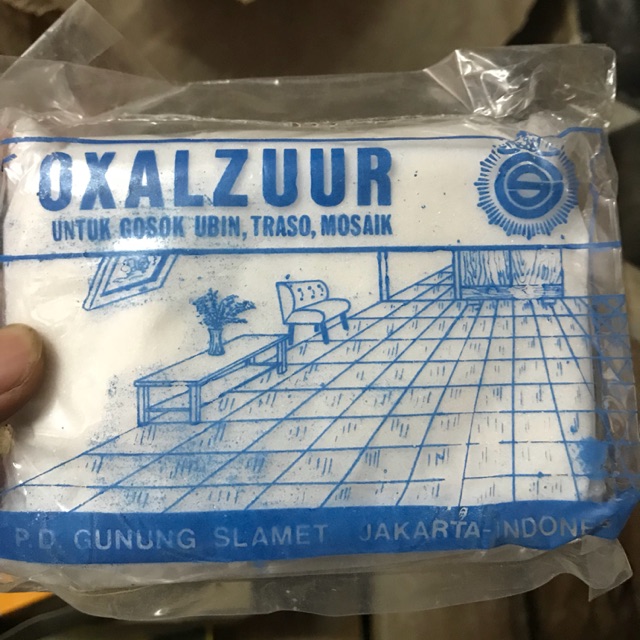 OXALZUUR
UNTUK GOSOK UBIN, TRASO, MOSAIK
P.D. GUNUNG SLAMET JAKARTA-INDONE